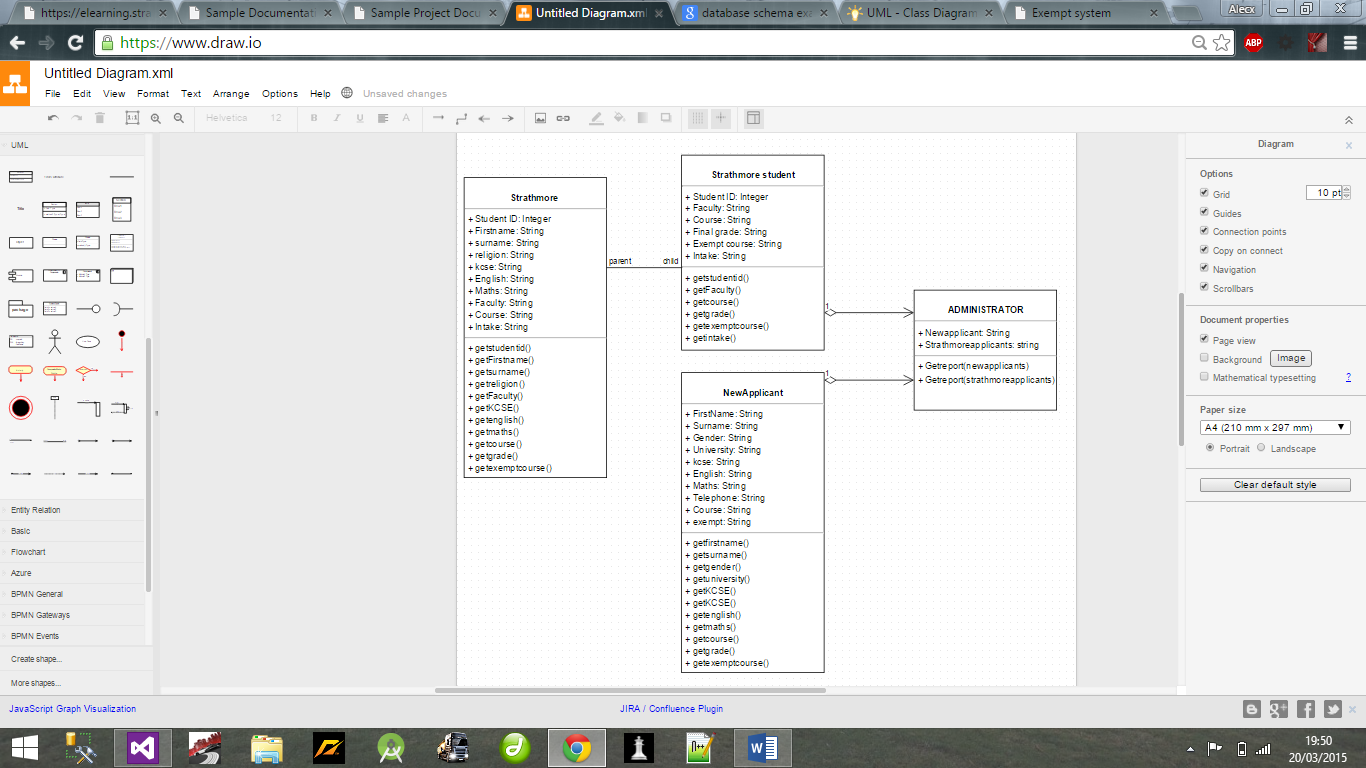 https://elearning.stra
Sample Documentati
Sample Project Docu
Untitled Diagram.xml
database schema exa
UML - Class Diagram
Exempt system
Alecx
https://www.draw.io
ABP
Untitled Diagram.xml
File Edit View Format Text Arrange Options Help Unsaved changes
1:1
Helvetica 12 B I U A
UML
Title
package
Entity Relation
Basic
Flowchart
Azure
BPMN General
BPMN Gateways
BPMN Events
Create shape...
More shapes...
Strathmore
+ Student ID: Integer
+ Firstname: String
+ surname: String
+ religion: String
+ kcse: String
+ English: String
+ Maths: String
+ Faculty: String
+ Course: String
+ Intake: String
+ getstudentid()
+ getFirstname()
+ getsurname()
+ getreligion()
+ getFaculty()
+ getKCSE()
+ getenglish()
+ getmaths()
+ getcourse()
+ getgrade()
+ getexemptcourse()
parent child
Strathmore student
+ Student ID: Integer
+ Faculty: String
+ Course: String
+ Final grade: String
+ Exempt course: String
+ Intake: String
+ getstudentid()
+ getFaculty()
+ getcourse()
+ getgrade()
+ getexemptcourse()
+ getintake()
1
NewApplicant
+ FirstName: String
+ Surname: String
+ Gender: String
+ University: String
+ kcse: String
+ English: String
+ Maths: String
+ Telephone: String
+ Course: String
+ exempt: String
+ getfirstname()
+ getsurname()
+ getgender()
+ getuniversity()
+ getKCSE()
+ getKCSE()
+ getenglish()
+ getmaths()
+ getcourse()
+ getgrade()
+ getexemptcourse()
1
ADMINISTRATOR
+ Newapplicant: String
+ Strathmoreapplicants: string
+ Getreport(newapplicants)
+ Getreport(strathmoreapplicants)
Diagram
Options
Grid 10 pt
Guides
Connection points
Copy on connect
Navigation
Scrollbars
Document properties
Page view
Background Image
Mathematical typesetting ?
Paper size
A4 (210 mm x 297 mm)
Portrait Landscape
Clear default style
JavaScript Graph Visualization
JIRA / Confluence Plugin
19:50
20/03/2015